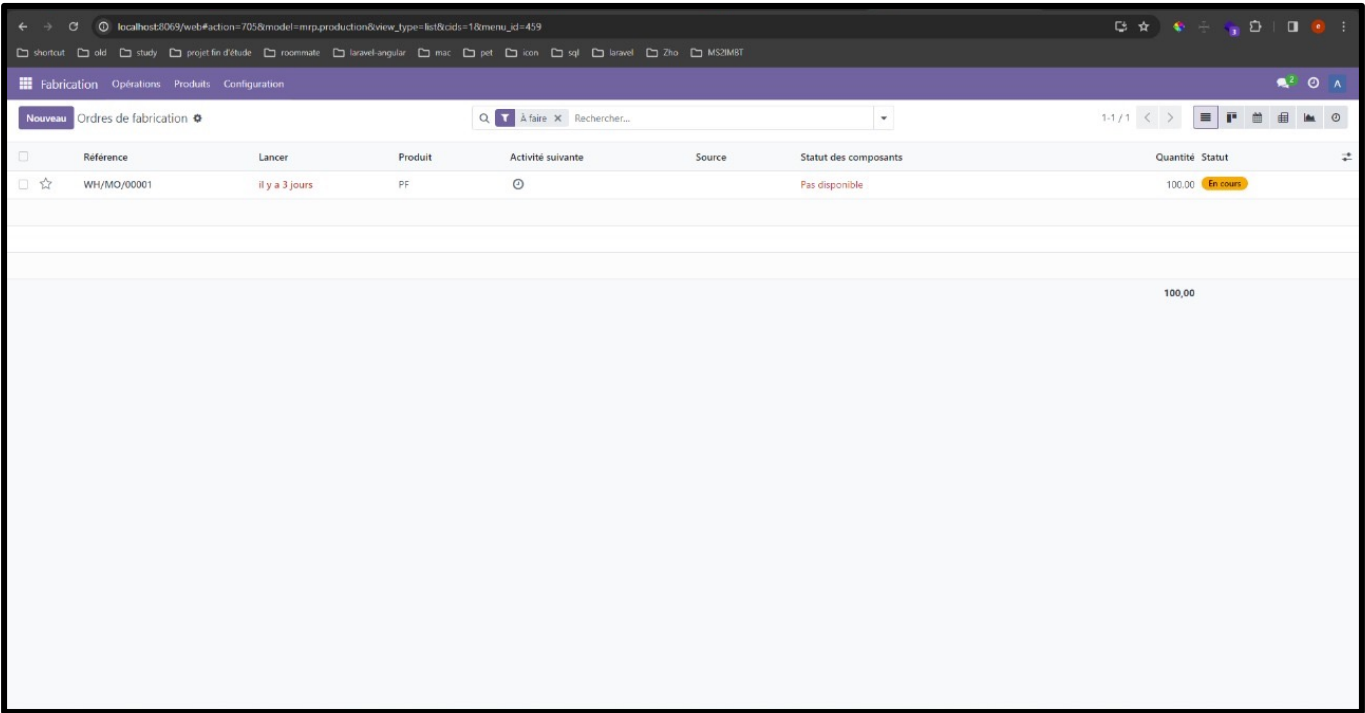 localhost:8069/web#action=705&model=mrp.production&view_type=list&cids=1&menu_id=459
shortcut old study projet fin d'étude roommate laravel-angular mac pet icon sql laravel Zho MS2IMBT
Fabrication Opérations Produits Configuration 2 A
Nouveau Ordres de fabrication À faire Rechercher... 1-1 / 1
Référence Lancer Produit Activité suivante Source Statut des composants Quantité Statut
WH/MO/00001 il y a 3 jours PF Pas disponible 100.00 En cours
100,00